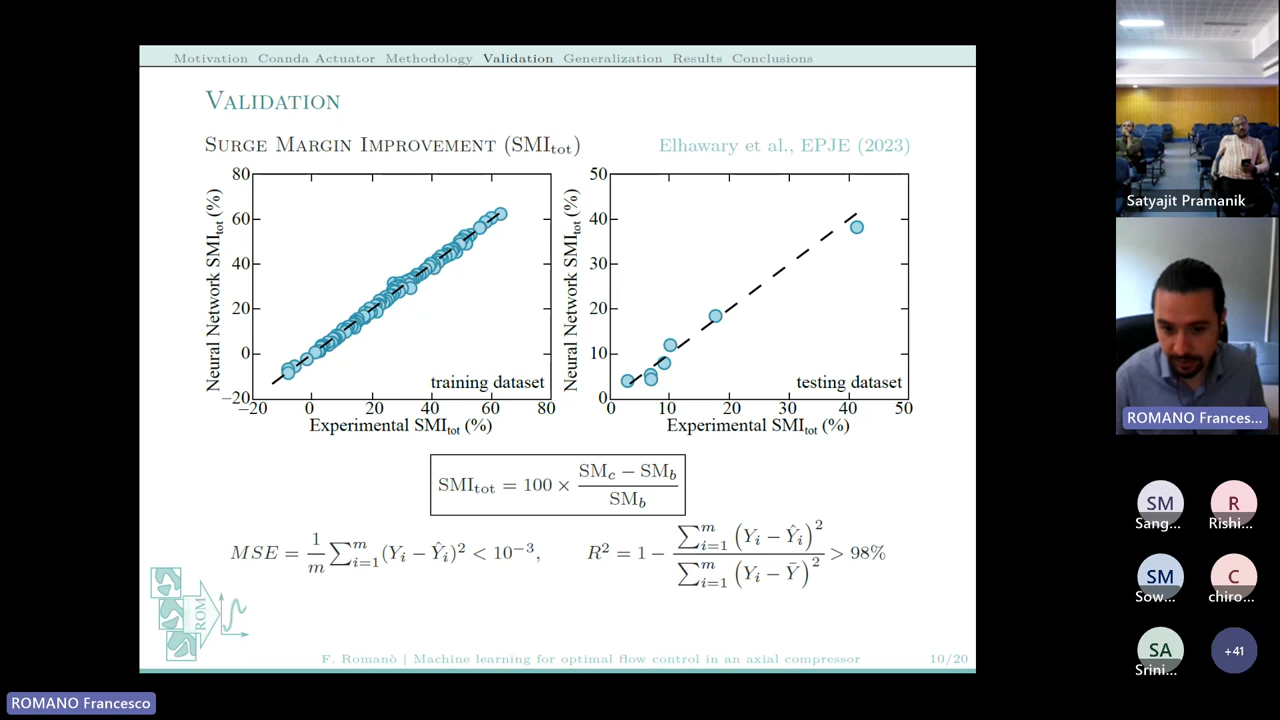 Motivation Coanda Actuator Methodology Validation Generalization Results Conclusions
VALIDATION
SURGE MARGIN IMPROVEMENT (SMI_tot)
Elhawary et al., EPJE (2023)
Neural Network SMI_tot (%)
80
60
40
20
0
−20
training dataset
−20 0 20 40 60 80
Experimental SMI_tot (%)
Neural Network SMI_tot (%)
50
40
30
20
10
0
testing dataset
0 10 20 30 40 50
Experimental SMI_tot (%)
SMI_tot = 100 × (SM_c − SM_b) / SM_b
MSE = 1/m ∑_{i=1}^m (Y_i − Ŷ_i)^2 < 10^{−3},
R^2 = 1 − ∑_{i=1}^m (Y_i − Ŷ_i)^2 / ∑_{i=1}^m (Y_i − Ȳ)^2 > 98%
ROM
F. Romanò | Machine learning for optimal flow control in an axial compressor
10/20
Satyajit Pramanik
ROMANO Frances...
SM
Sang...
R
Rishi...
SM
Sow...
C
chiro...
SA
Srini...
+41
ROMANO Francesco